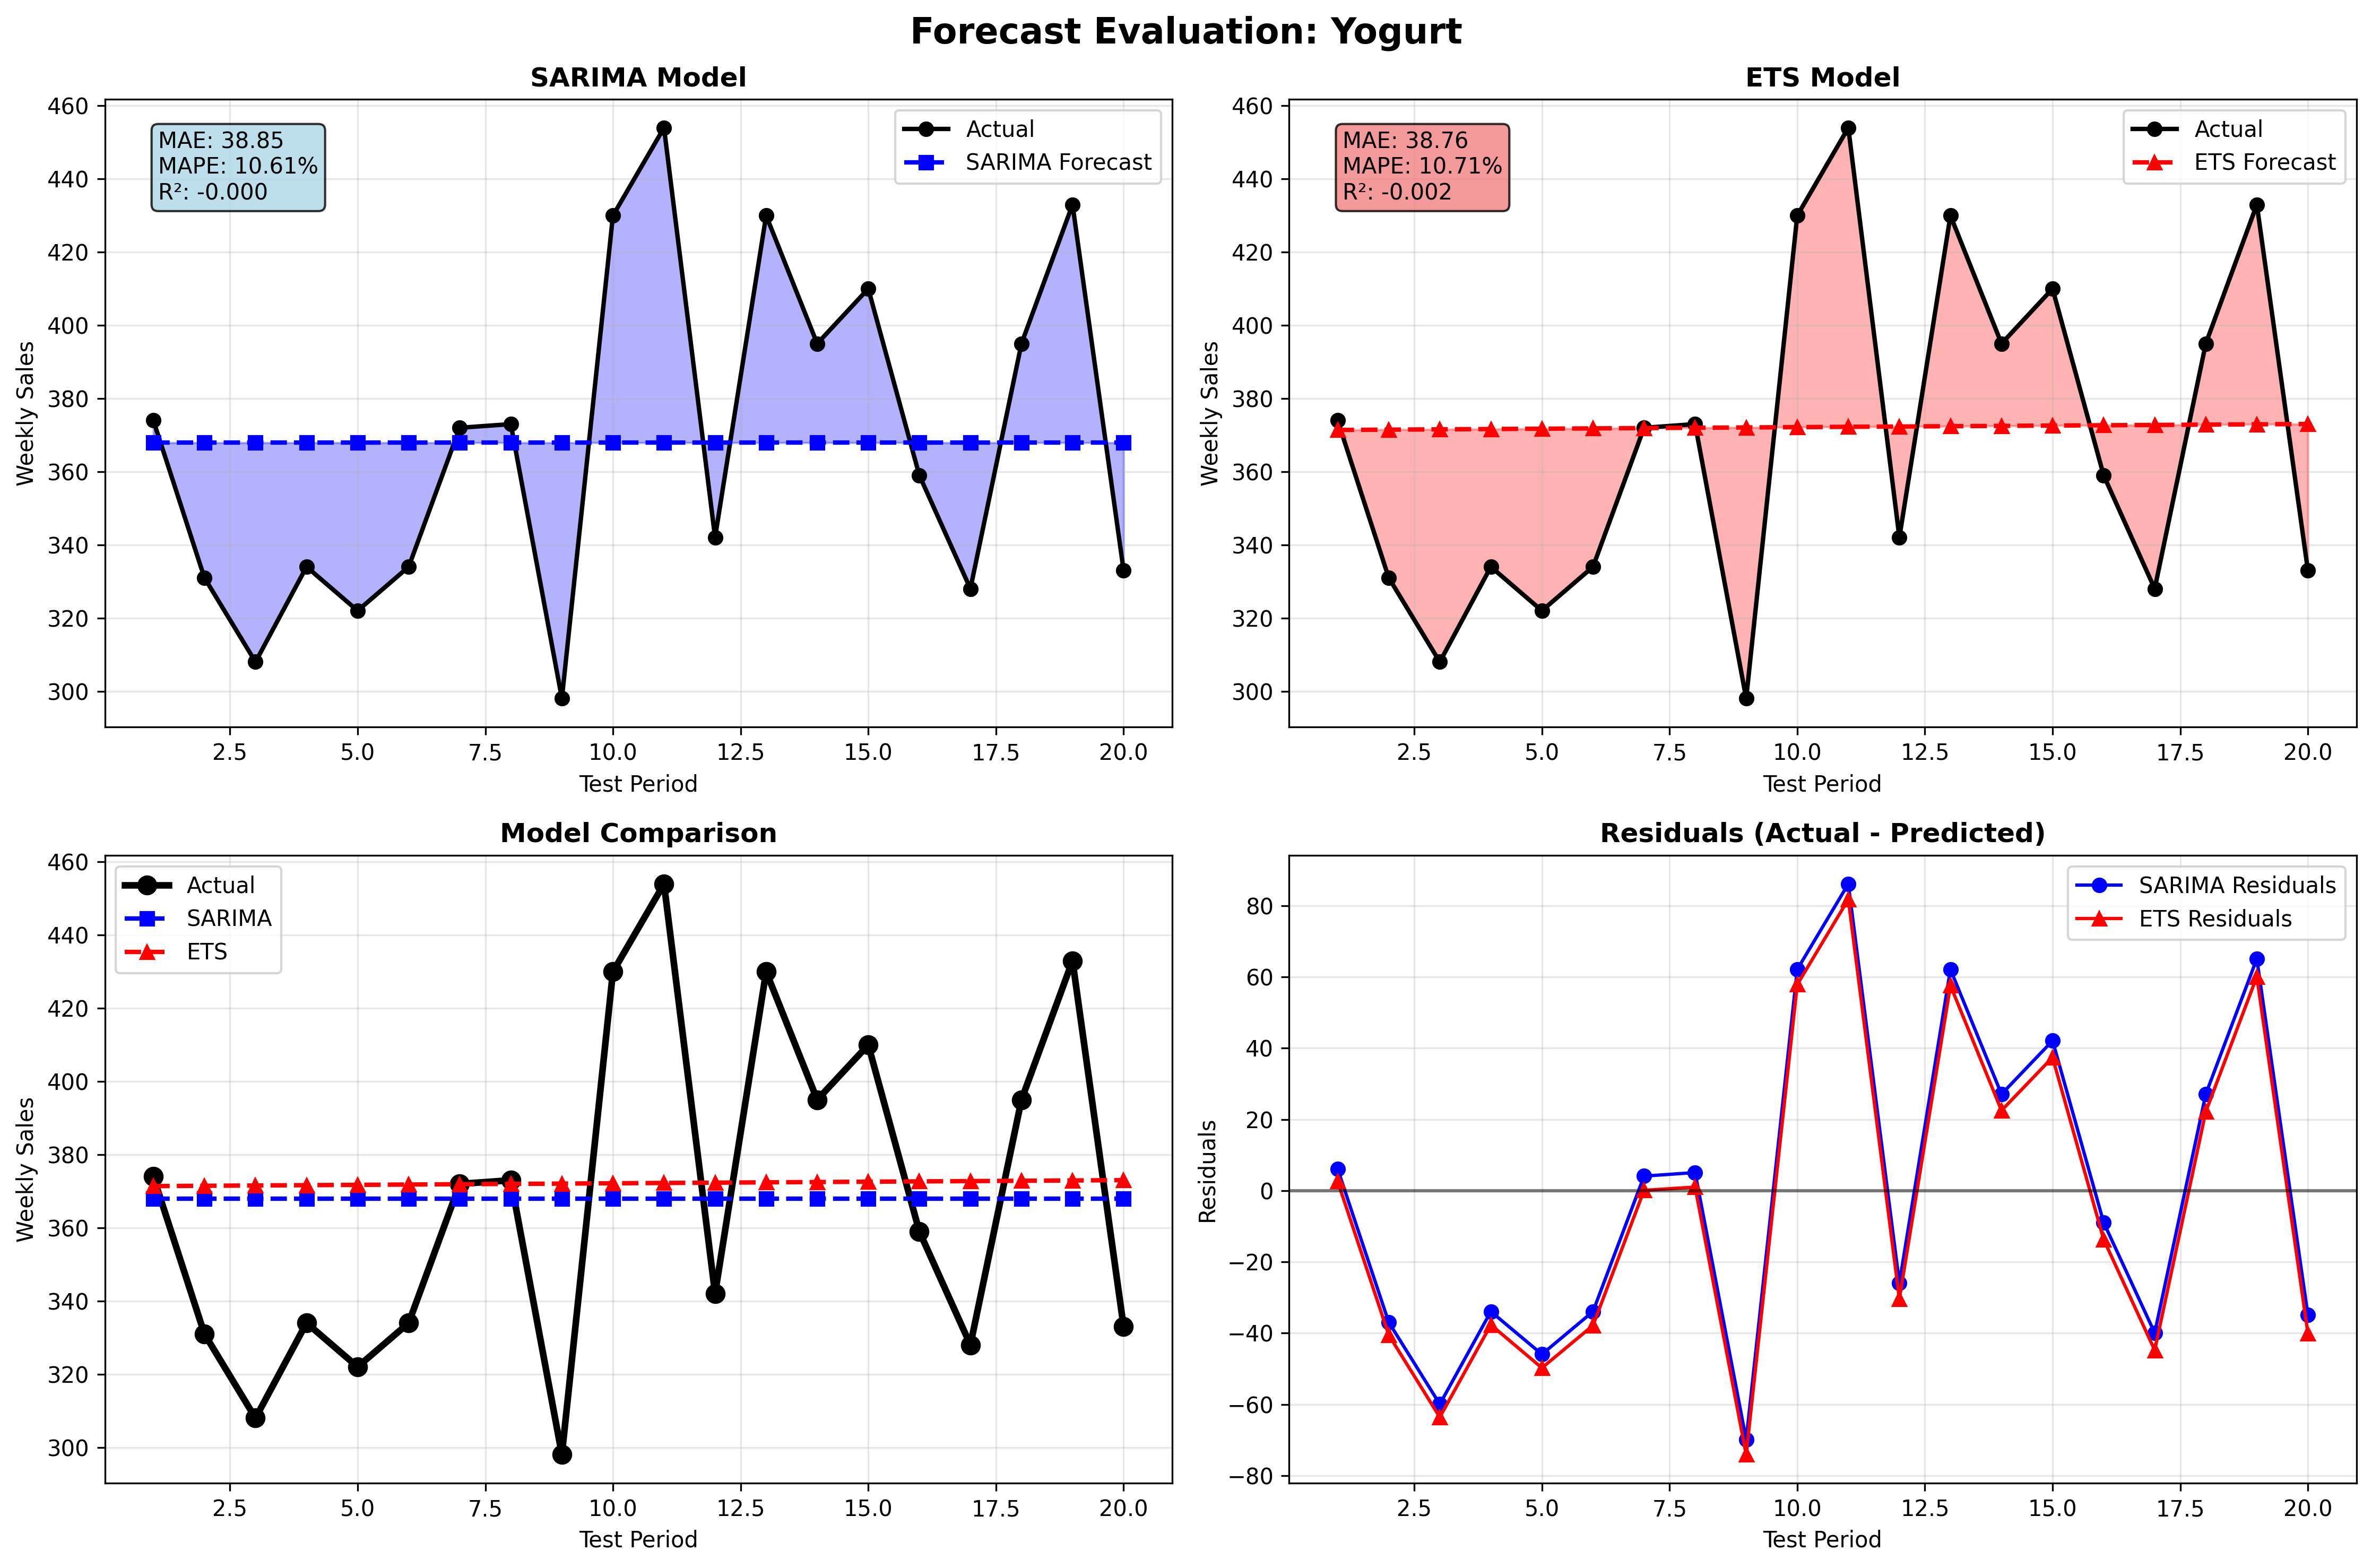 Forecast Evaluation: Yogurt
SARIMA Model
460
440
420
400
380
360
340
320
300
Weekly Sales
MAE: 38.85
MAPE: 10.61%
R²: -0.000
Actual
SARIMA Forecast
2.5 5.0 7.5 10.0 12.5 15.0 17.5 20.0
Test Period
ETS Model
460
440
420
400
380
360
340
320
300
Weekly Sales
MAE: 38.76
MAPE: 10.71%
R²: -0.002
Actual
ETS Forecast
2.5 5.0 7.5 10.0 12.5 15.0 17.5 20.0
Test Period
Model Comparison
460
440
420
400
380
360
340
320
300
Weekly Sales
Actual
SARIMA
ETS
2.5 5.0 7.5 10.0 12.5 15.0 17.5 20.0
Test Period
Residuals (Actual - Predicted)
80
60
40
20
0
−20
−40
−60
−80
Residuals
SARIMA Residuals
ETS Residuals
2.5 5.0 7.5 10.0 12.5 15.0 17.5 20.0
Test Period